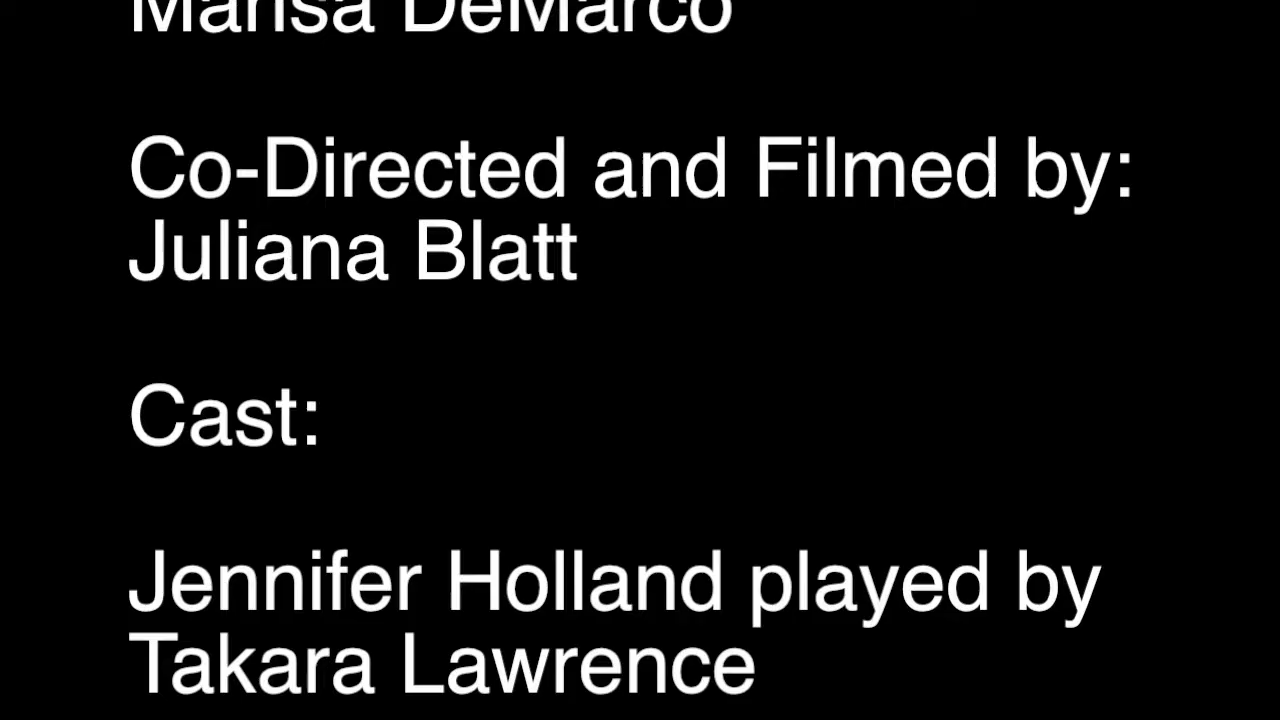 Marisa DeMarco
Co-Directed and Filmed by:
Juliana Blatt
Cast:
Jennifer Holland played by
Takara Lawrence